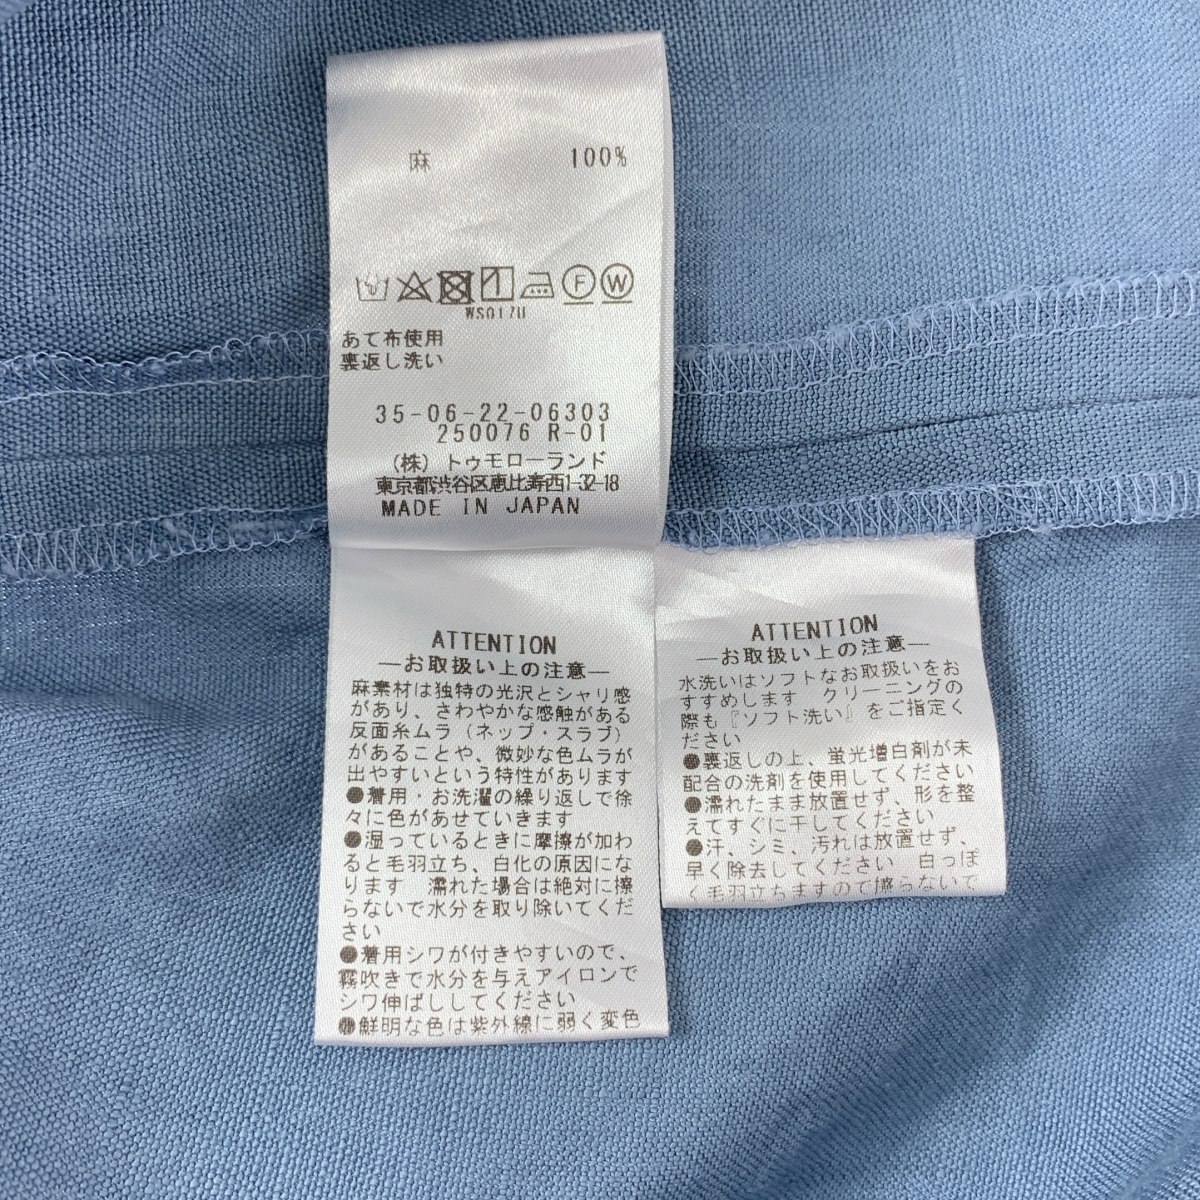 麻 100%
WS017U
あて布使用
裏返し洗い
35-06-22-06303
250076 R-01
(株) トゥモローランド
東京都渋谷区恵比寿西1-32-18
MADE IN JAPAN
ATTENTION
―お取扱い上の注意―
麻素材は独特の光沢とシャリ感
があり、さわやかな感触がある
反面糸ムラ（ネップ・スラブ）
があることや、微妙な色ムラが
出やすいという特性があります
●着用・お洗濯の繰り返しで徐
々に色があせていきます
●湿っているときに摩擦が加わ
ると毛羽立ち、白化の原因にな
ります 濡れた場合は絶対に擦
らないで水分を取り除いてくだ
さい
●着用シワが付きやすいので、
霧吹きで水分を与えアイロンで
シワ伸ばししてください
●鮮明な色は紫外線に弱く変色
ATTENTION
―お取扱い上の注意―
水洗いはソフトなお取扱いをお
すすめします クリーニングの
際も『ソフト洗い』をご指定く
ださい
●裏返しの上、蛍光増白剤が未
配合の洗剤を使用してください
●濡れたまま放置せず、形を整
えてすぐに干してください
●汗、シミ、汚れは放置せず、
早く除去してください 白っぽ
く毛羽立ちますので擦らないで